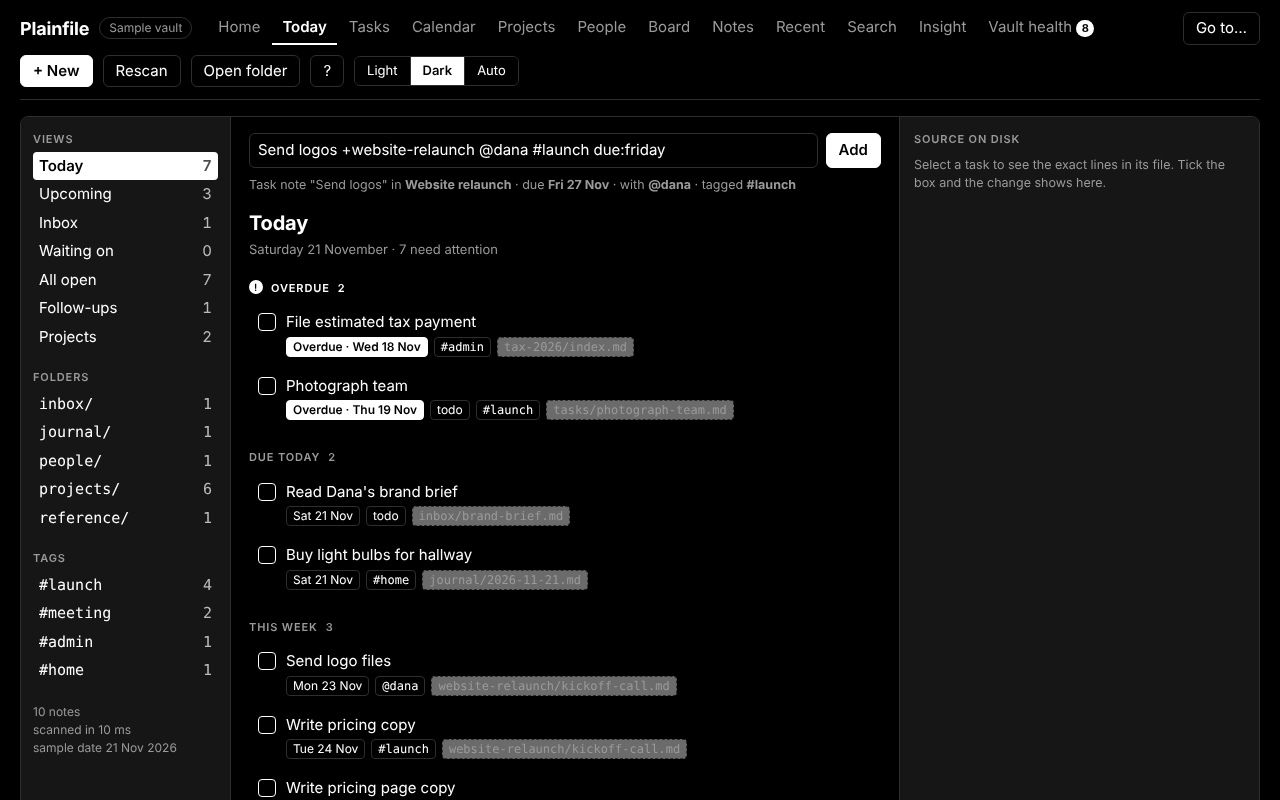 Plainfile Sample vault Home Today Tasks Calendar Projects People Board Notes Recent Search Insight Vault health 8 Go to...
+ New Rescan Open folder ? Light Dark Auto
VIEWS
Today 7
Upcoming 3
Inbox 1
Waiting on 0
All open 7
Follow-ups 1
Projects 2
FOLDERS
inbox/ 1
journal/ 1
people/ 1
projects/ 6
reference/ 1
TAGS
#launch 4
#meeting 2
#admin 1
#home 1
10 notes
scanned in 10 ms
sample date 21 Nov 2026
Send logos +website-relaunch @dana #launch due:friday Add
Task note "Send logos" in Website relaunch · due Fri 27 Nov · with @dana · tagged #launch
Today
Saturday 21 November · 7 need attention
! OVERDUE 2
File estimated tax payment
Overdue · Wed 18 Nov #admin tax-2026/index.md
Photograph team
Overdue · Thu 19 Nov todo #launch tasks/photograph-team.md
DUE TODAY 2
Read Dana's brand brief
Sat 21 Nov todo inbox/brand-brief.md
Buy light bulbs for hallway
Sat 21 Nov #home journal/2026-11-21.md
THIS WEEK 3
Send logo files
Mon 23 Nov @dana website-relaunch/kickoff-call.md
Write pricing copy
Tue 24 Nov #launch website-relaunch/kickoff-call.md
Write pricing page copy
SOURCE ON DISK
Select a task to see the exact lines in its file. Tick the
box and the change shows here.